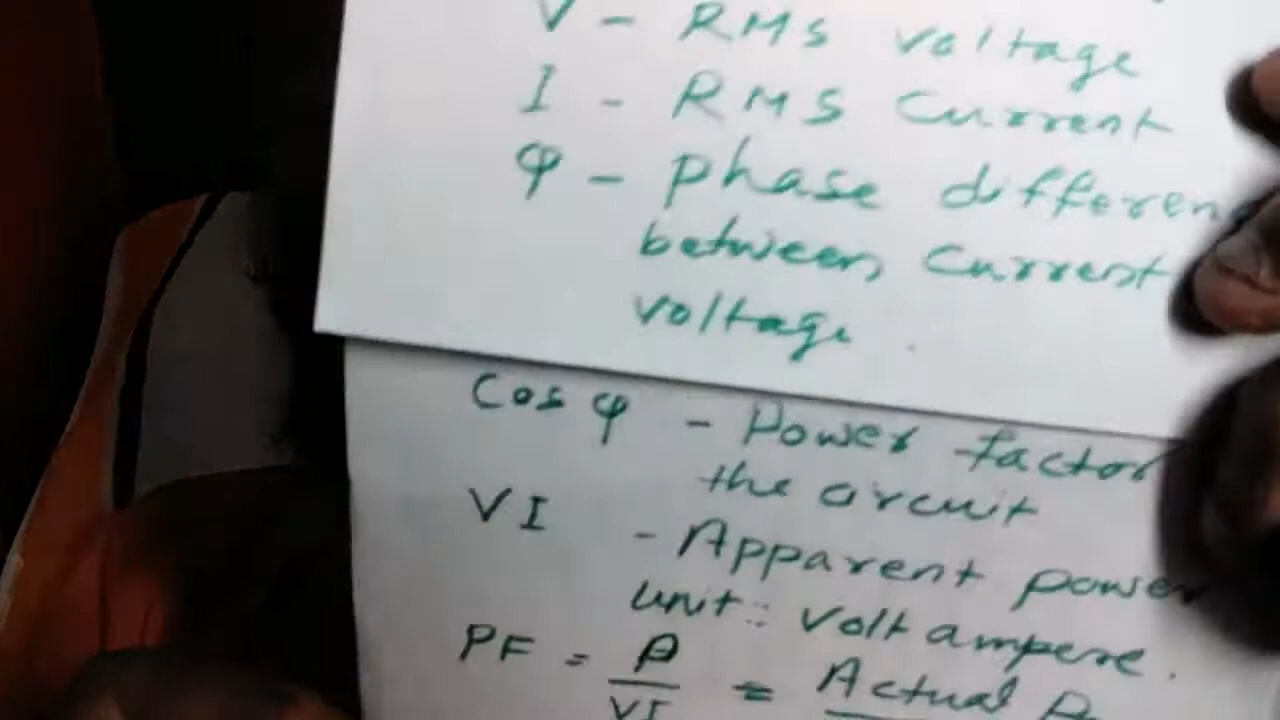 V - RMS voltage
I - RMS Current
φ - phase differen
between Current
voltage.
Cos φ - Power factor
the circuit
VI - Apparent power
unit: Volt ampere.
PF = P/VI = Actual